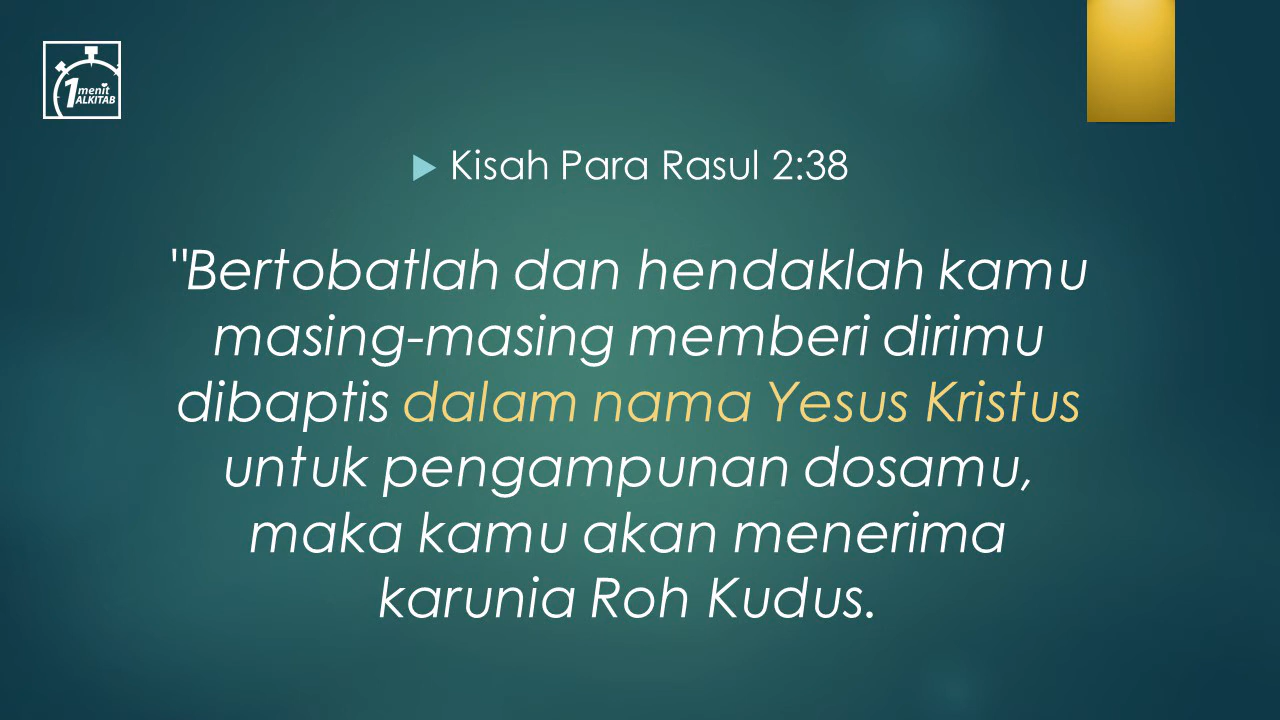 1 menit
ALKITAB
Kisah Para Rasul 2:38
"Bertobatlah dan hendaklah kamu
masing-masing memberi dirimu
dibaptis dalam nama Yesus Kristus
untuk pengampunan dosamu,
maka kamu akan menerima
karunia Roh Kudus.